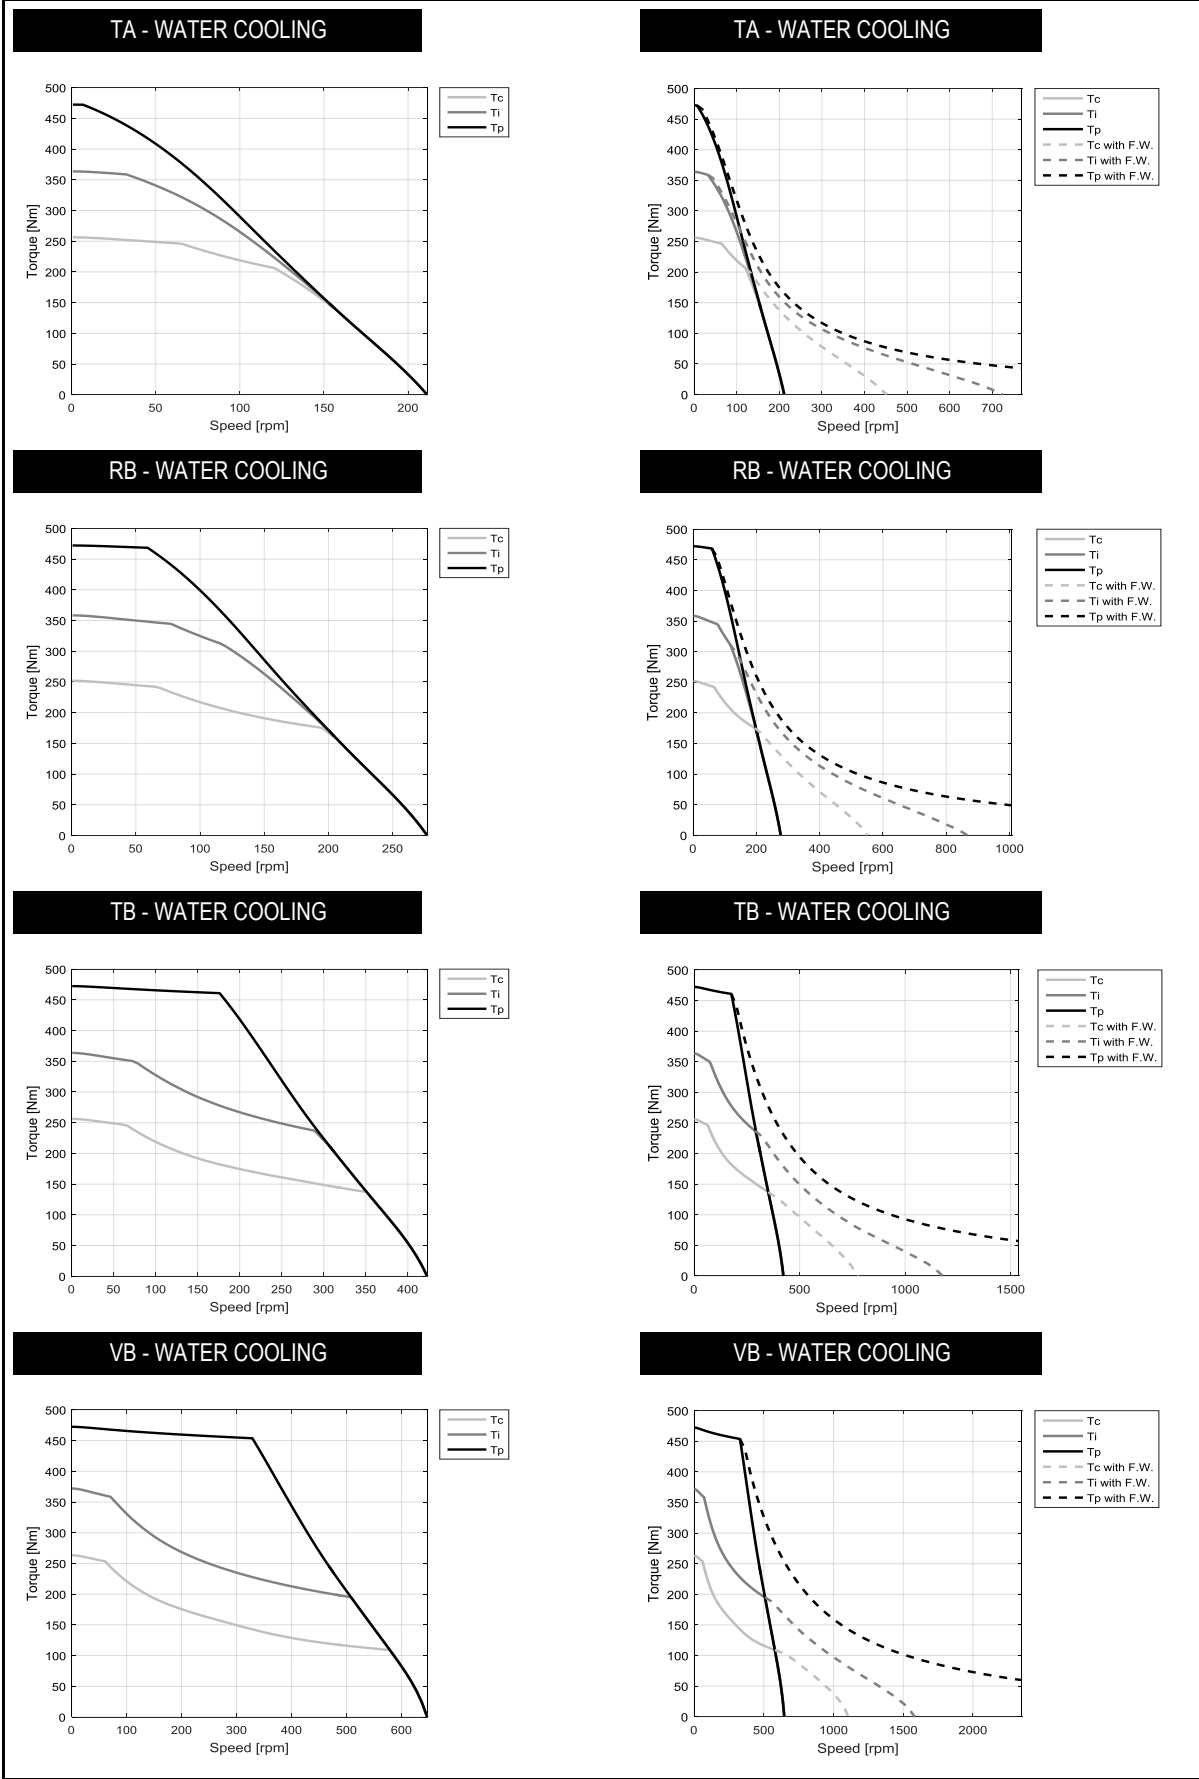 TA - WATER COOLING
500
450
400
350
300
250
200
150
100
50
0
Torque [Nm]
0 50 100 150 200
Speed [rpm]
Tc
Ti
Tp
TA - WATER COOLING
500
450
400
350
300
250
200
150
100
50
0
Torque [Nm]
0 100 200 300 400 500 600 700
Speed [rpm]
Tc
Ti
Tp
Tc with F.W.
Ti with F.W.
Tp with F.W.
RB - WATER COOLING
500
450
400
350
300
250
200
150
100
50
0
Torque [Nm]
0 50 100 150 200 250
Speed [rpm]
Tc
Ti
Tp
RB - WATER COOLING
500
450
400
350
300
250
200
150
100
50
0
Torque [Nm]
0 200 400 600 800 1000
Speed [rpm]
Tc
Ti
Tp
Tc with F.W.
Ti with F.W.
Tp with F.W.
TB - WATER COOLING
500
450
400
350
300
250
200
150
100
50
0
Torque [Nm]
0 50 100 150 200 250 300 350 400
Speed [rpm]
Tc
Ti
Tp
TB - WATER COOLING
500
450
400
350
300
250
200
150
100
50
0
Torque [Nm]
0 500 1000 1500
Speed [rpm]
Tc
Ti
Tp
Tc with F.W.
Ti with F.W.
Tp with F.W.
VB - WATER COOLING
500
450
400
350
300
250
200
150
100
50
0
Torque [Nm]
0 100 200 300 400 500 600
Speed [rpm]
Tc
Ti
Tp
VB - WATER COOLING
500
450
400
350
300
250
200
150
100
50
0
Torque [Nm]
0 500 1000 1500 2000
Speed [rpm]
Tc
Ti
Tp
Tc with F.W.
Ti with F.W.
Tp with F.W.